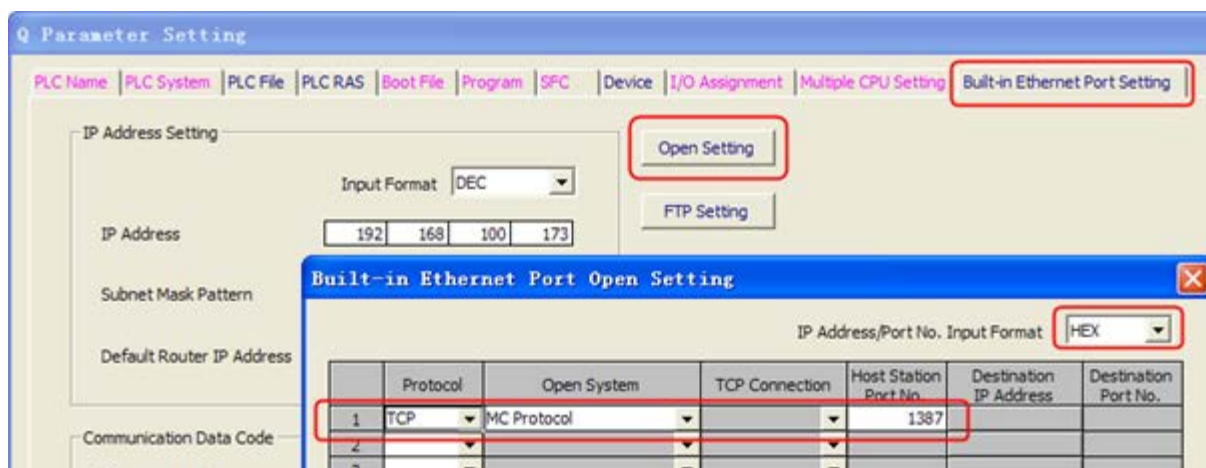 Q Parameter Setting
PLC Name PLC System PLC File PLC RAS Boot File Program SFC Device I/O Assignment Multiple CPU Setting Built-in Ethernet Port Setting
IP Address Setting
Open Setting
Input Format DEC
FTP Setting
IP Address 192 168 100 173
Subnet Mask Pattern
Default Router IP Address
Communication Data Code
Built-in Ethernet Port Open Setting
IP Address/Port No. Input Format HEX
Protocol Open System TCP Connection Host Station Port No. Destination IP Address Destination Port No.
1 TCP MC Protocol 1387
2